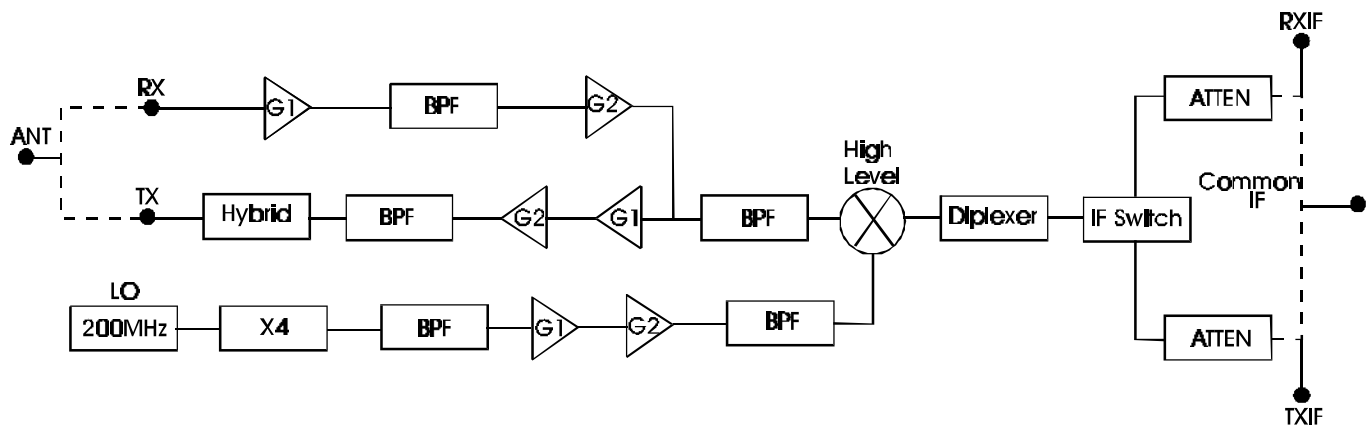 RXIF
RX
G1
BPF
G2
ATTEN
ANT
High
Level
Common
IF
TX
Hybrid
BPF
G2
G1
BPF
Diplexer
IF Switch
LO
200MHz
X4
BPF
G1
G2
BPF
ATTEN
TXIF